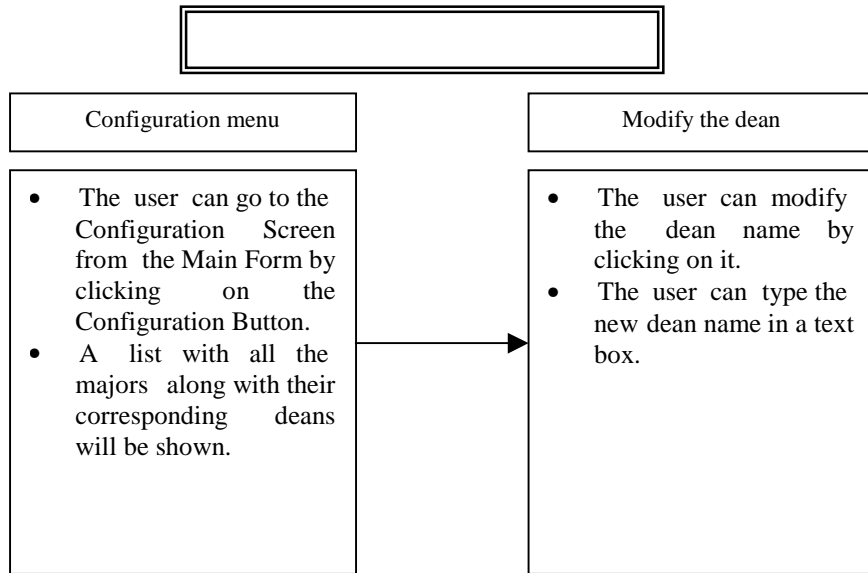 Configuration menu
Modify the dean
• The user can go to the
Configuration Screen
from the Main Form by
clicking on the
Configuration Button.
• A list with all the
majors along with their
corresponding deans
will be shown.
• The user can modify
the dean name by
clicking on it.
• The user can type the
new dean name in a text
box.